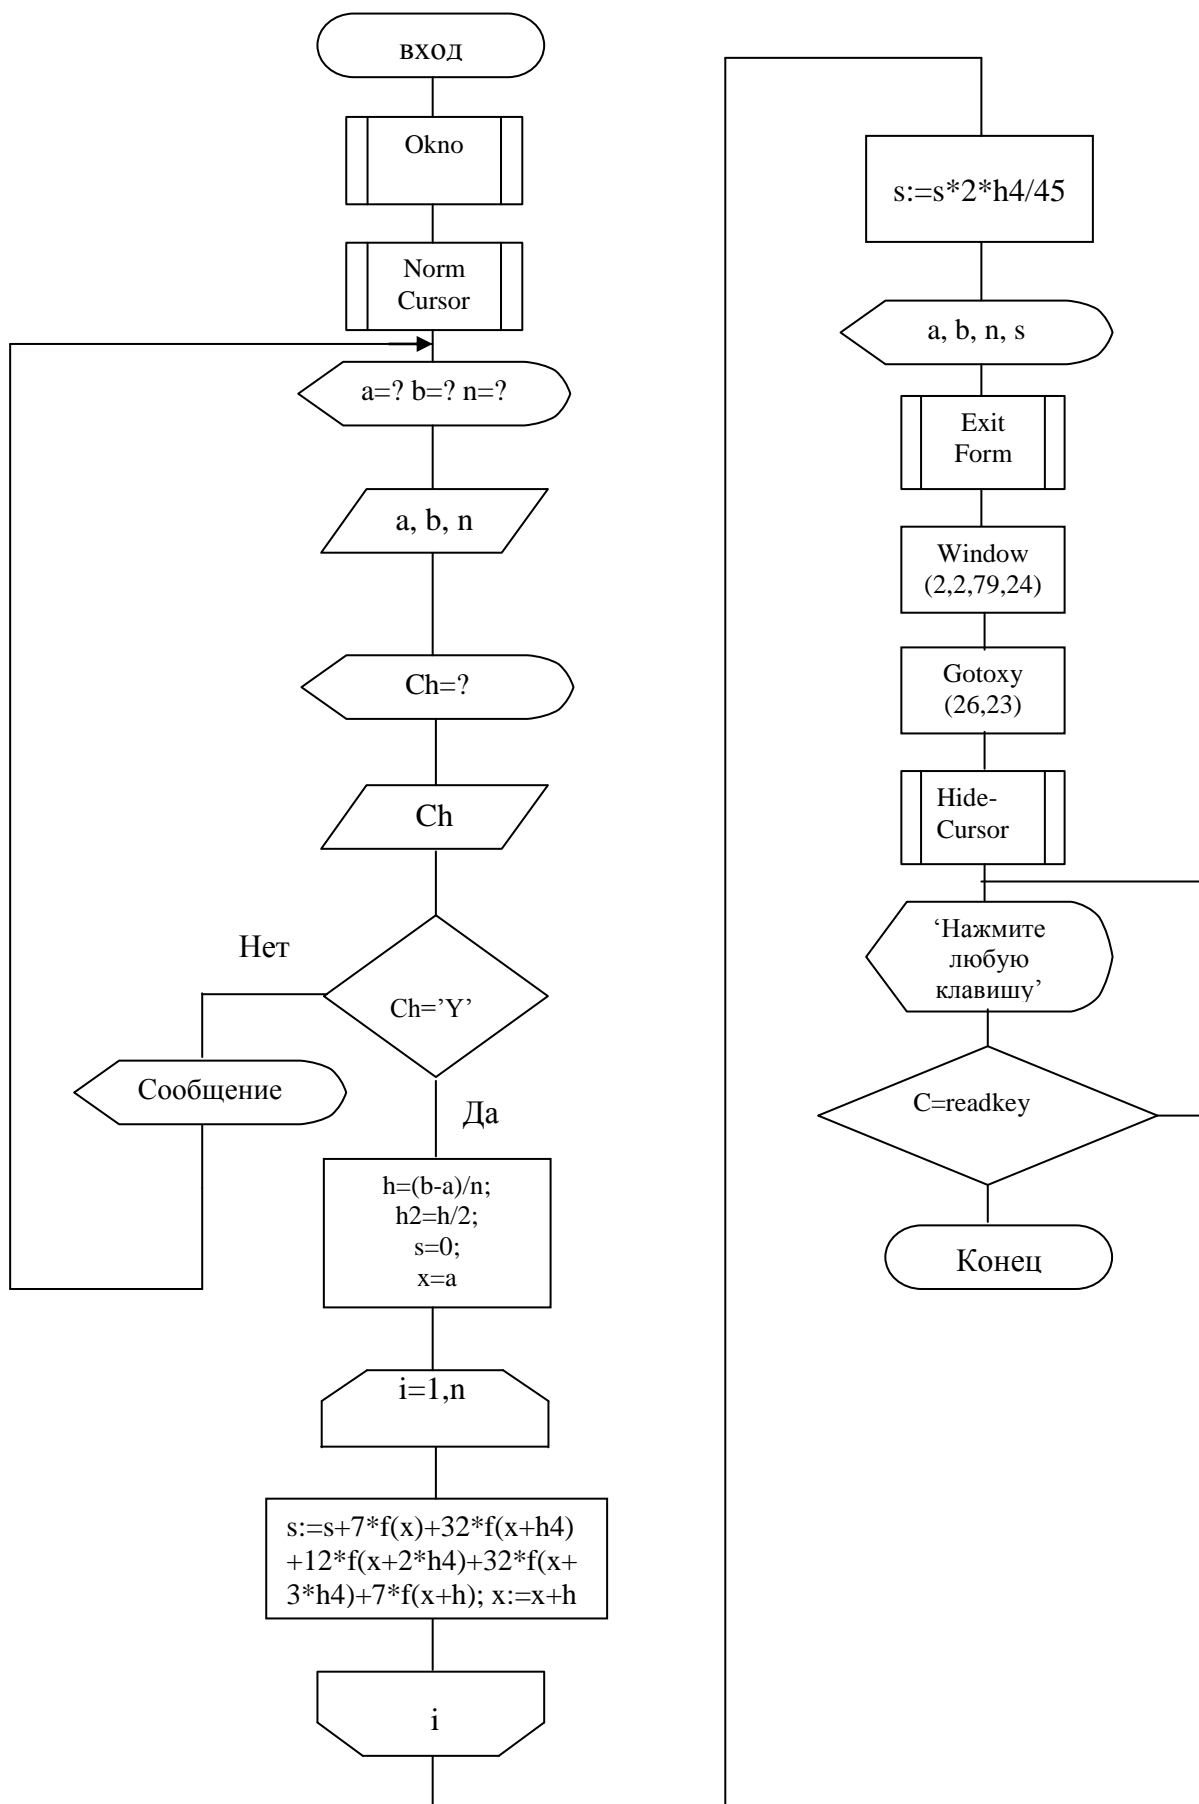 вход
Okno
Norm
Cursor
a=? b=? n=?
a, b, n
Ch=?
Ch
Нет
Ch=’Y’
Сообщение
Да
h=(b-a)/n;
h2=h/2;
s=0;
x=a
i=1,n
s:=s+7*f(x)+32*f(x+h4)
+12*f(x+2*h4)+32*f(x+
3*h4)+7*f(x+h); x:=x+h
i
s:=s*2*h4/45
a, b, n, s
Exit
Form
Window
(2,2,79,24)
Gotoxy
(26,23)
Hide-
Cursor
‘Нажмите
любую
клавишу’
C=readkey
Конец